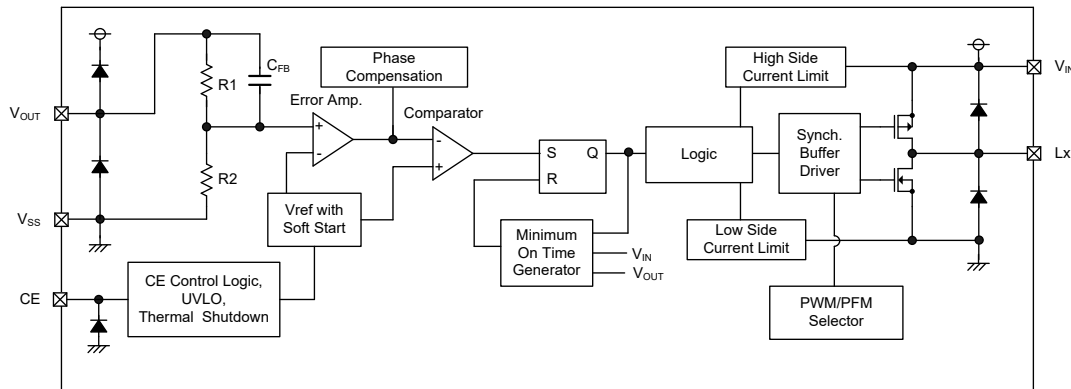 Phase
Compensation
High Side
Current Limit
VIN
VOUT
R1
CFB
Error Amp.
Comparator
+
-
-
+
S
Q
R
Logic
Synch.
Buffer
Driver
Lx
R2
VSS
Vref with
Soft Start
Minimum
On Time
Generator
VIN
VOUT
Low Side
Current Limit
CE
CE Control Logic,
UVLO,
Thermal Shutdown
PWM/PFM
Selector